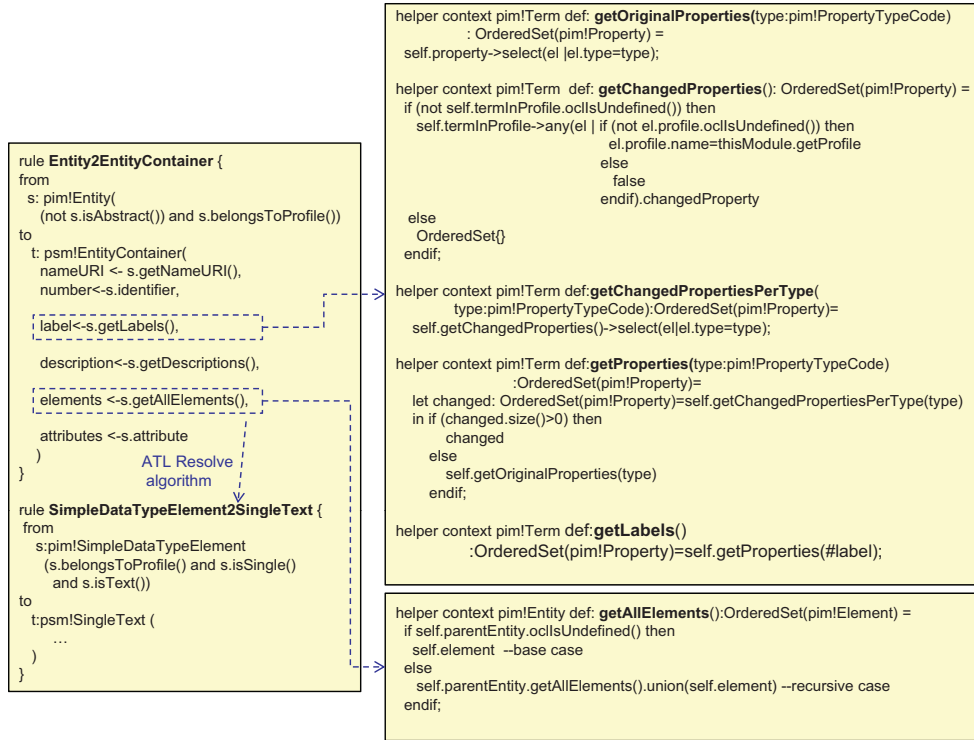 rule Entity2EntityContainer {
from
s: pim!Entity(
(not s.isAbstract()) and s.belongsToProfile())
to
t: psm!EntityContainer(
nameURI <- s.getNameURI(),
number<-s.identifier,
label<-s.getLabels(),
description<-s.getDescriptions(),
elements <-s.getAllElements(),
attributes <-s.attribute
)
}
ATL Resolve
algorithm
rule SimpleDataTypeElement2SingleText {
from
s:pim!SimpleDataTypeElement
(s.belongsToProfile() and s.isSingle()
and s.isText())
to
t:psm!SingleText (
…
)
}
helper context pim!Term def: getOriginalProperties(type:pim!PropertyTypeCode)
: OrderedSet(pim!Property) =
self.property->select(el |el.type=type);
helper context pim!Term def: getChangedProperties(): OrderedSet(pim!Property) =
if (not self.termInProfile.oclIsUndefined()) then
self.termInProfile->any(el | if (not el.profile.oclIsUndefined()) then
el.profile.name=thisModule.getProfile
else
false
endif).changedProperty
else
OrderedSet{}
endif;
helper context pim!Term def:getChangedPropertiesPerType(
type:pim!PropertyTypeCode):OrderedSet(pim!Property)=
self.getChangedProperties()->select(el|el.type=type);
helper context pim!Term def:getProperties(type:pim!PropertyTypeCode)
:OrderedSet(pim!Property)=
let changed: OrderedSet(pim!Property)=self.getChangedPropertiesPerType(type)
in if (changed.size()>0) then
changed
else
self.getOriginalProperties(type)
endif;
helper context pim!Term def:getLabels()
:OrderedSet(pim!Property)=self.getProperties(#label);
helper context pim!Entity def: getAllElements():OrderedSet(pim!Element) =
if self.parentEntity.oclIsUndefined() then
self.element --base case
else
self.parentEntity.getAllElements().union(self.element) --recursive case
endif;